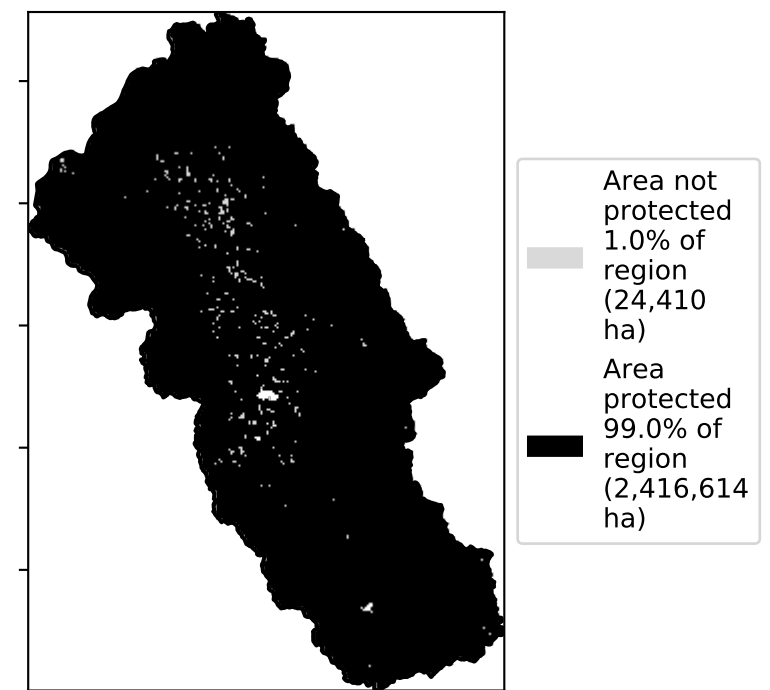 Area not
protected
1.0% of
region
(24,410
ha)
Area
protected
99.0% of
region
(2,416,614
ha)